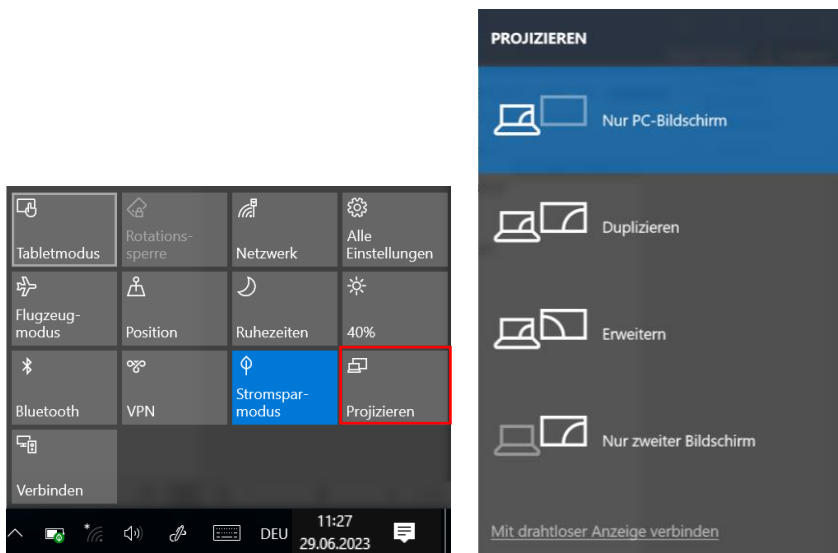 Tabletmodus
Rotations-
sperre
Netzwerk
Alle
Einstellungen
Flugzeug-
modus
Position
Ruhezeiten
40%
Bluetooth
VPN
Stromspar-
modus
Projizieren
Verbinden
DEU
11:27
29.06.2023
PROJIZIEREN
Nur PC-Bildschirm
Duplizieren
Erweitern
Nur zweiter Bildschirm
Mit drahtloser Anzeige verbinden